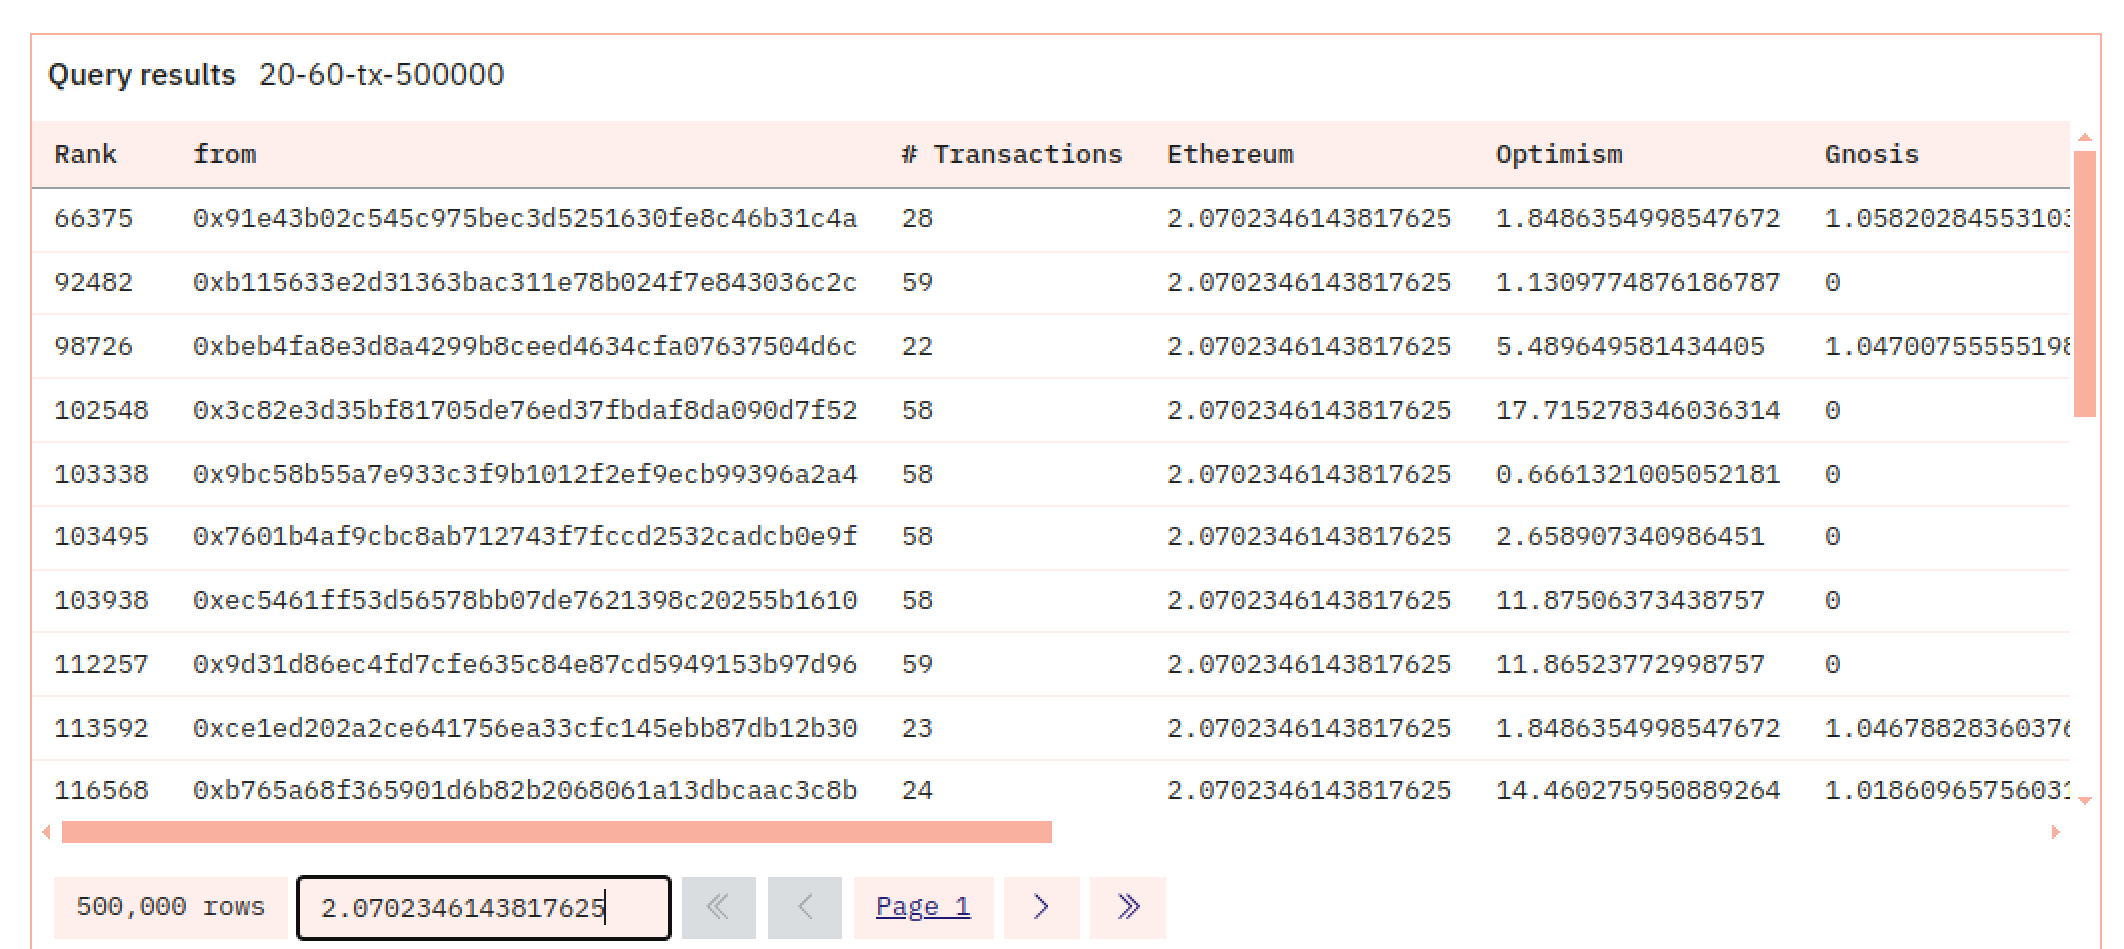 Query results 20-60-tx-500000
Rank from # Transactions Ethereum Optimism Gnosis
66375 0x91e43b02c545c975bec3d5251630fe8c46b31c4a 28 2.0702346143817625 1.8486354998547672 1.05820284553103
92482 0xb115633e2d31363bac311e78b024f7e843036c2c 59 2.0702346143817625 1.1309774876186787 0
98726 0xbeb4fa8e3d8a4299b8ceed4634cfa07637504d6c 22 2.0702346143817625 5.489649581434405 1.04700755555198
102548 0x3c82e3d35bf81705de76ed37fbdaf8da090d7f52 58 2.0702346143817625 17.715278346036314 0
103338 0x9bc58b55a7e933c3f9b1012f2ef9ecb99396a2a4 58 2.0702346143817625 0.6661321005052181 0
103495 0x7601b4af9cbc8ab712743f7fccd2532cadcb0e9f 58 2.0702346143817625 2.658907340986451 0
103938 0xec5461ff53d56578bb07de7621398c20255b1610 58 2.0702346143817625 11.87506373438757 0
112257 0x9d31d86ec4fd7cfe635c84e87cd5949153b97d96 59 2.0702346143817625 11.86523772998757 0
113592 0xce1ed202a2ce641756ea33cfc145ebb87db12b30 23 2.0702346143817625 1.8486354998547672 1.04678828360376
116568 0xb765a68f365901d6b82b2068061a13dbcaac3c8b 24 2.0702346143817625 14.460275950889264 1.01860965756031
500,000 rows 2.0702346143817625 Page 1